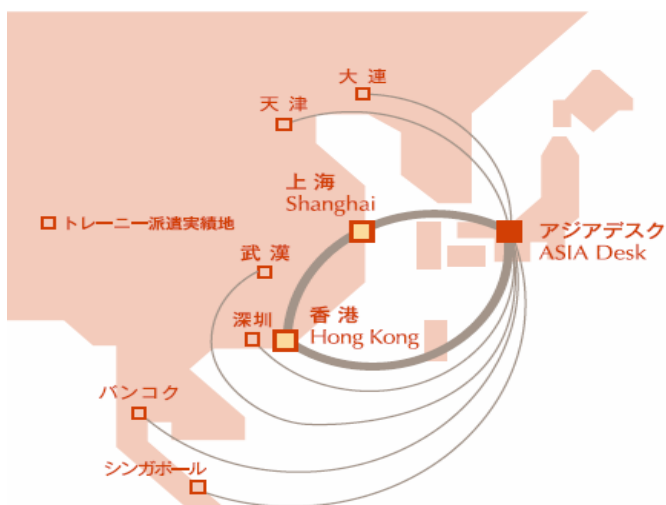 大連
天津
上海
Shanghai
トレーニー派遣実績地
アジアデスク
ASIA Desk
武漢
深圳
香港
Hong Kong
バンコク
シンガポール